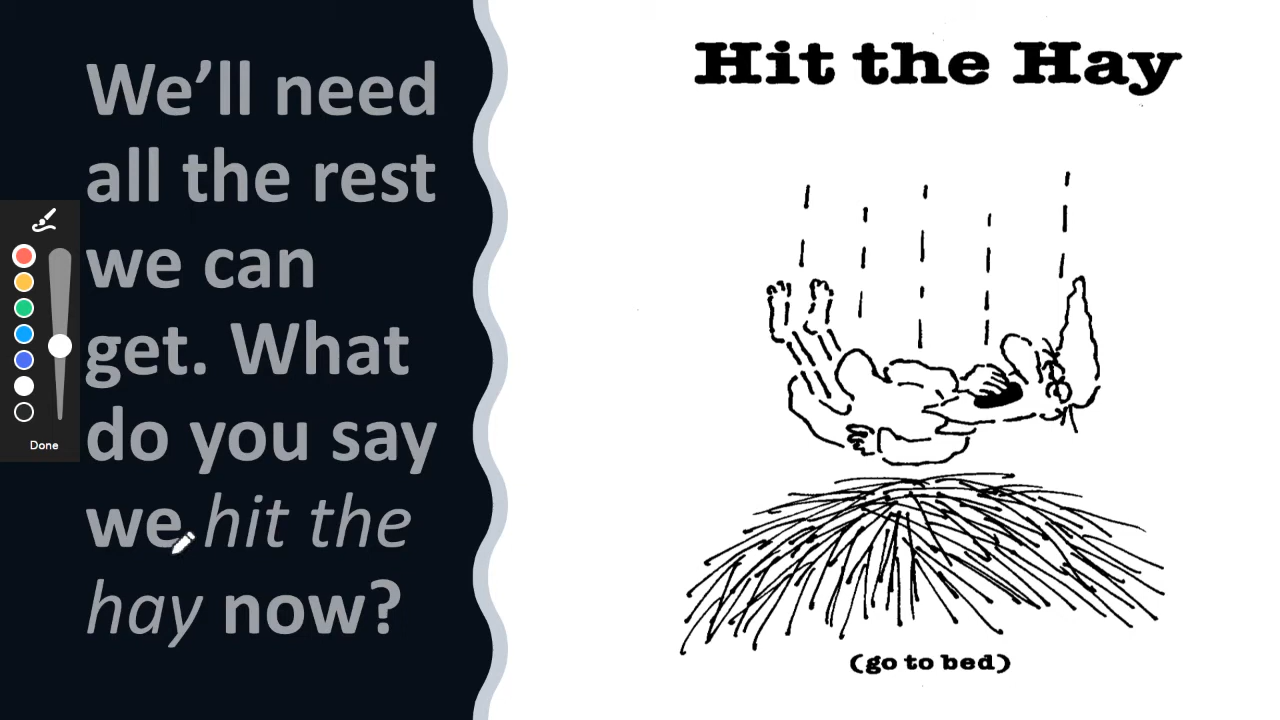 We’ll need
all the rest
we can
get. What
do you say
we hit the
hay now?
Hit the Hay
(go to bed)
Done